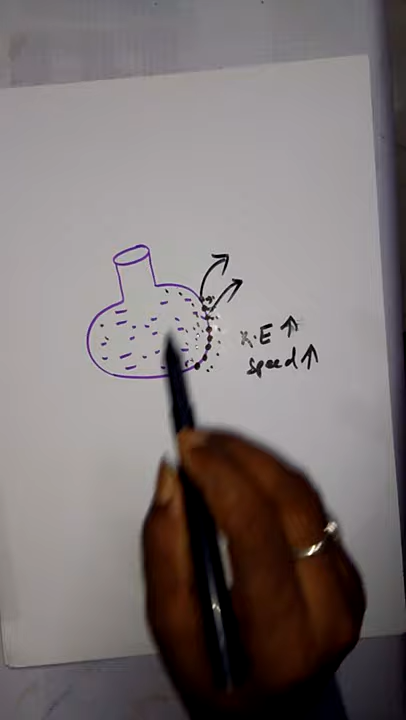 K.E ↑
speed ↑